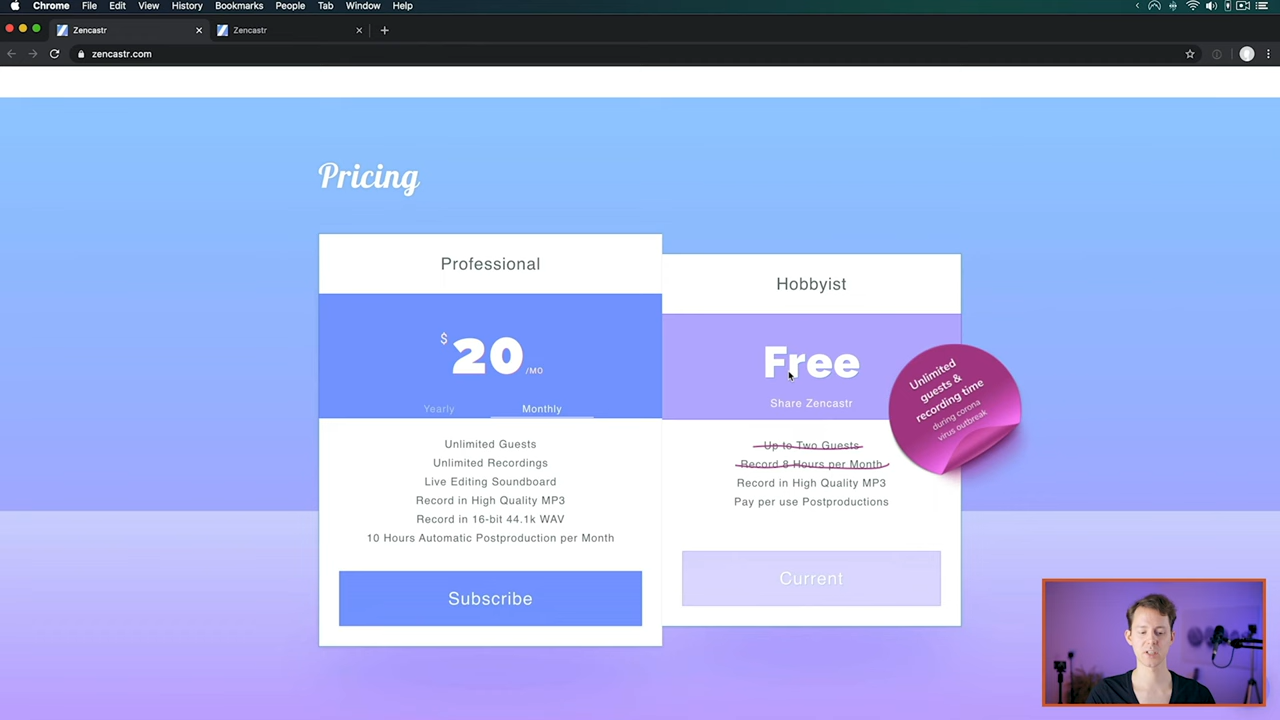 Chrome File Edit View History Bookmarks People Tab Window Help
Zencastr
Zencastr
zencastr.com
Pricing
Professional
$20/MO
Yearly Monthly
Unlimited Guests
Unlimited Recordings
Live Editing Soundboard
Record in High Quality MP3
Record in 16-bit 44.1k WAV
10 Hours Automatic Postproduction per Month
Subscribe
Hobbyist
Free
Share Zencastr
Up to Two Guests
Record 8 Hours per Month
Record in High Quality MP3
Pay per use Postproductions
Current
Unlimited
guests &
recording time
during corona
virus outbreak